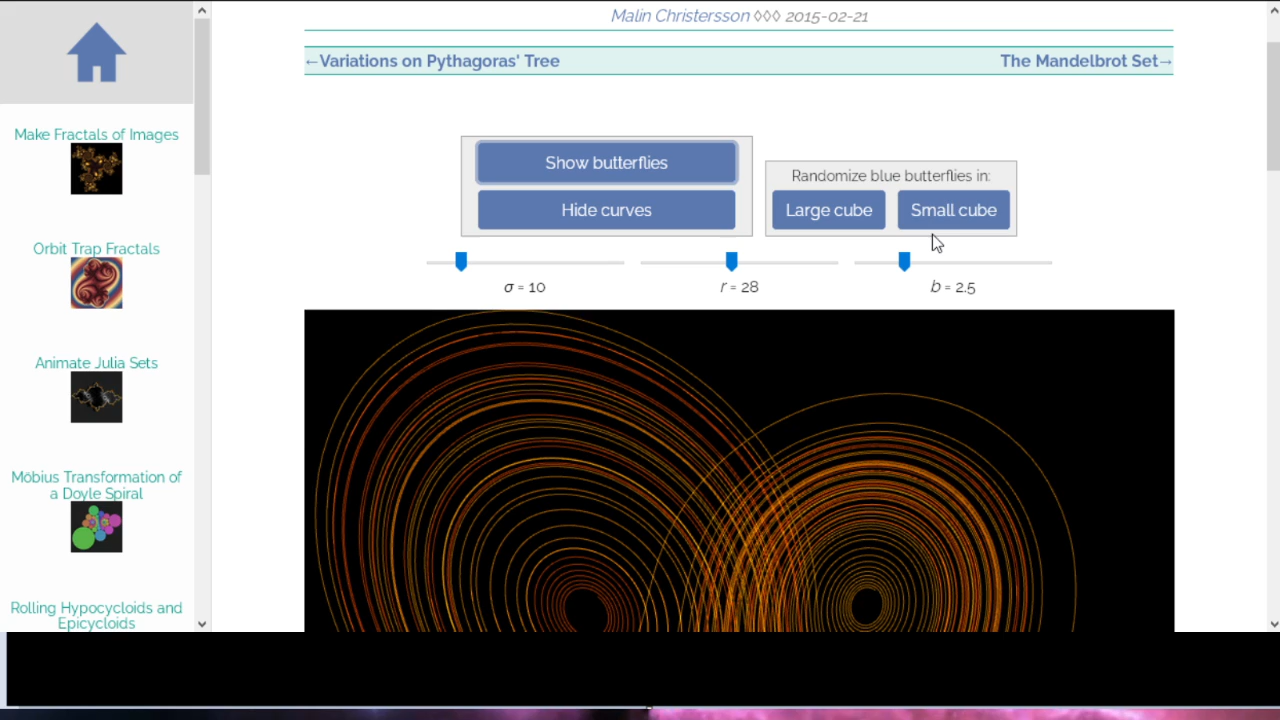 Malin Christersson ◊◊◊ 2015-02-21
←Variations on Pythagoras' Tree
The Mandelbrot Set→
Make Fractals of Images
Orbit Trap Fractals
Animate Julia Sets
Möbius Transformation of
a Doyle Spiral
Rolling Hypocycloids and
Epicycloids
Show butterflies
Hide curves
Randomize blue butterflies in:
Large cube
Small cube
σ = 10
r = 28
b = 2.5